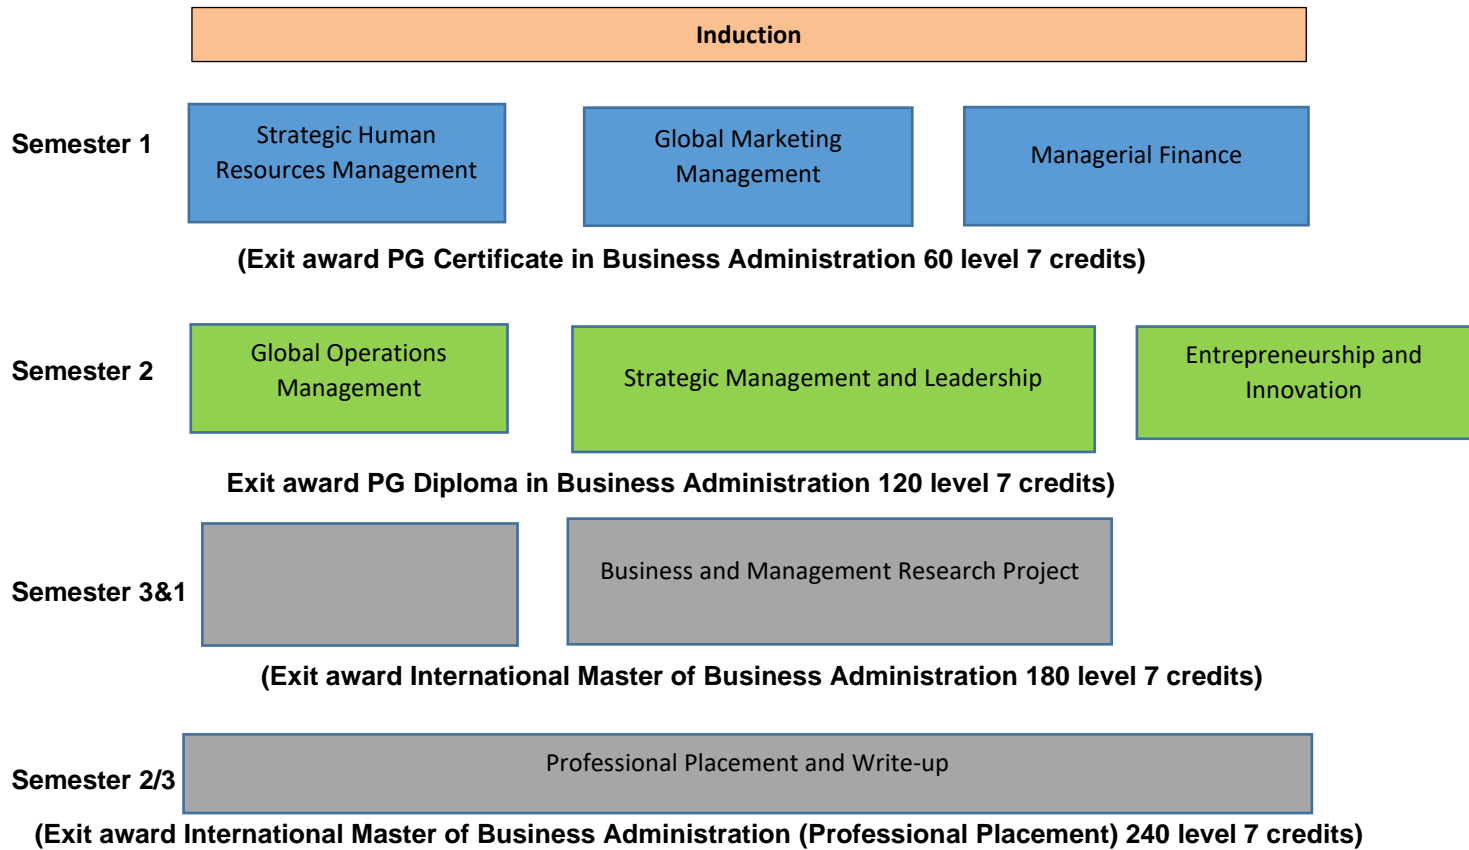 Induction
Semester 1
Strategic Human
Resources Management
Global Marketing
Management
Managerial Finance
(Exit award PG Certificate in Business Administration 60 level 7 credits)
Semester 2
Global Operations
Management
Strategic Management and Leadership
Entrepreneurship and
Innovation
Exit award PG Diploma in Business Administration 120 level 7 credits)
Semester 3&1
Business and Management Research Project
(Exit award International Master of Business Administration 180 level 7 credits)
Semester 2/3
Professional Placement and Write-up
(Exit award International Master of Business Administration (Professional Placement) 240 level 7 credits)